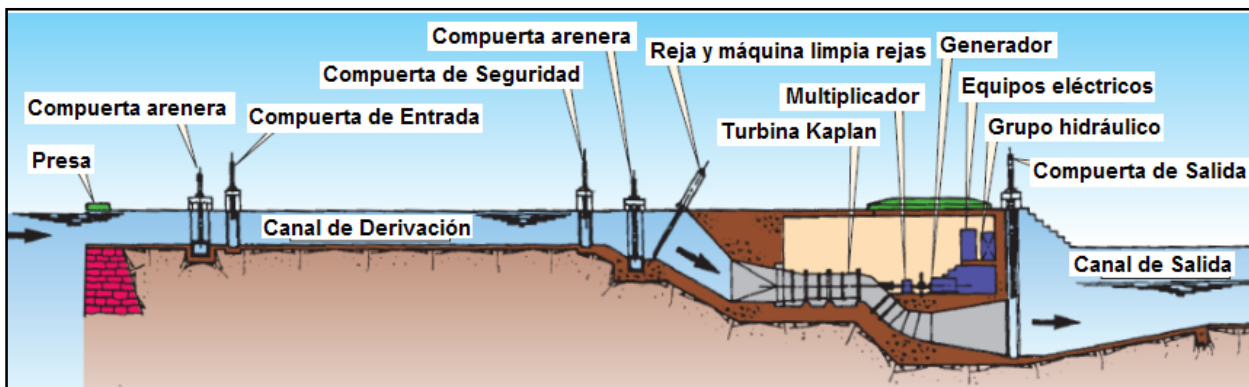 Compuerta arenera
Reja y máquina limpia rejas
Generador
Compuerta de Seguridad
Equipos eléctricos
Compuerta arenera
Multiplicador
Compuerta de Entrada
Turbina Kaplan
Grupo hidráulico
Presa
Compuerta de Salida
Canal de Derivación
Canal de Salida